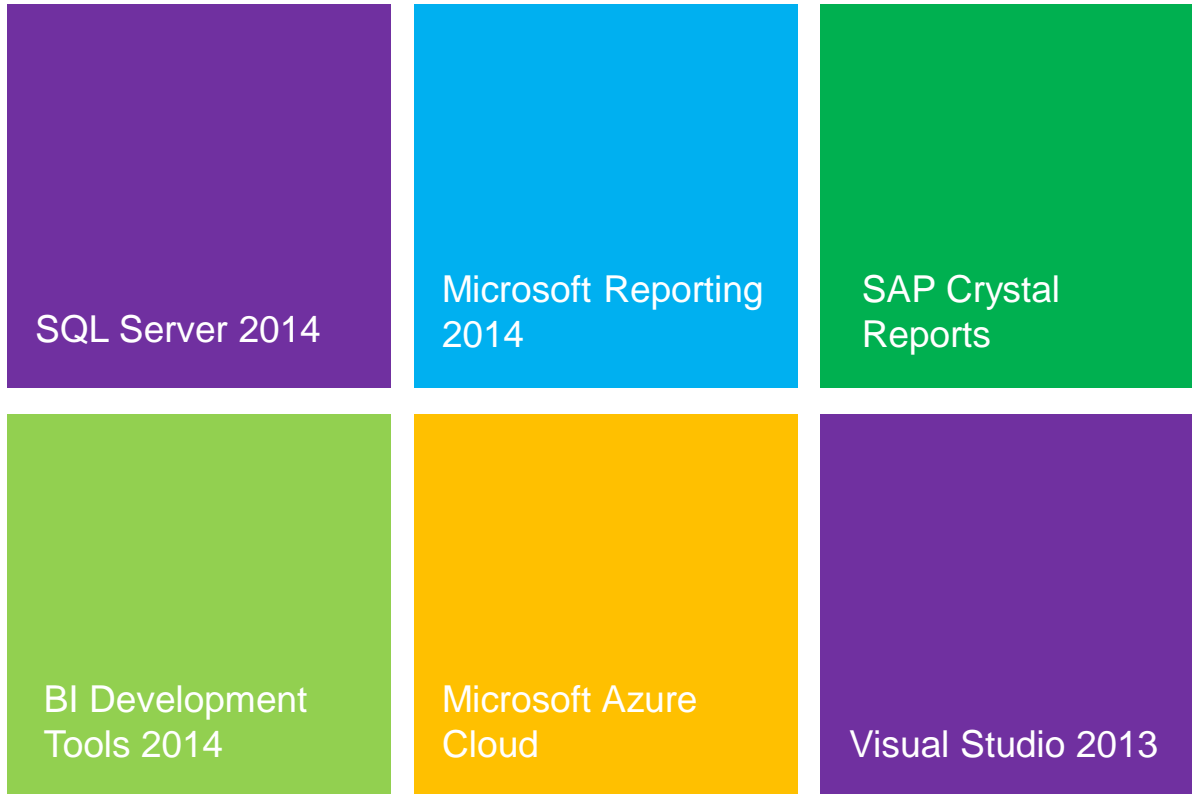 SQL Server 2014
Microsoft Reporting
2014
SAP Crystal
Reports
BI Development
Tools 2014
Microsoft Azure
Cloud
Visual Studio 2013